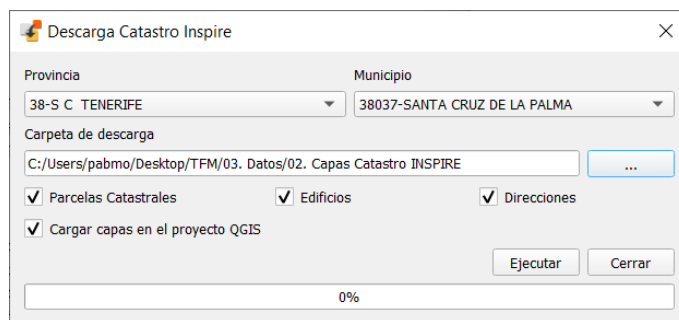 Descarga Catastro Inspire
Provincia
Municipio
38-S C TENERIFE
38037-SANTA CRUZ DE LA PALMA
Carpeta de descarga
C:/Users/pabmo/Desktop/TFM/03. Datos/02. Capas Catastro INSPIRE
...
Parcelas Catastrales
Edificios
Direcciones
Cargar capas en el proyecto QGIS
Ejecutar
Cerrar
0%